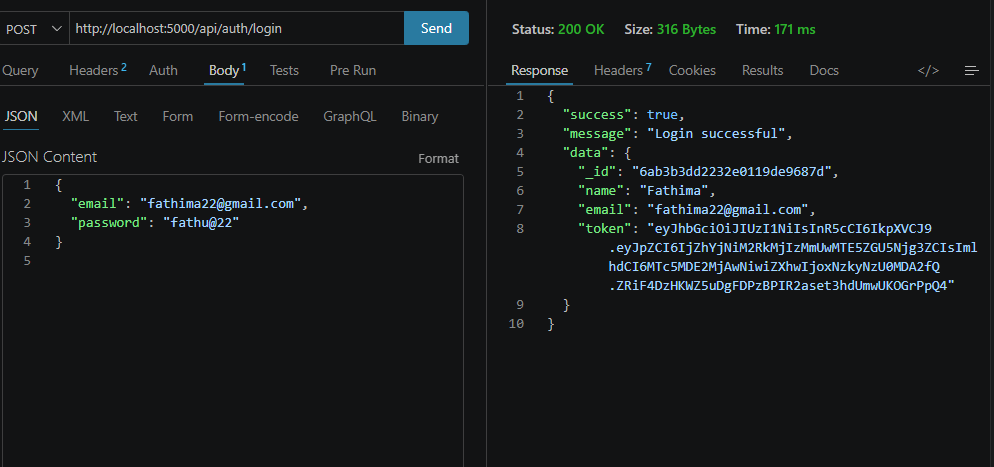 POST http://localhost:5000/api/auth/login Send
Query Headers 2 Auth Body 1 Tests Pre Run
JSON XML Text Form Form-encode GraphQL Binary
JSON Content Format
1 {
2 "email": "fathima22@gmail.com",
3 "password": "fathu@22"
4 }
5
Status: 200 OK Size: 316 Bytes Time: 171 ms
Response Headers 7 Cookies Results Docs </>
1 {
2 "success": true,
3 "message": "Login successful",
4 "data": {
5 "_id": "6ab3b3dd2232e0119de9687d",
6 "name": "Fathima",
7 "email": "fathima22@gmail.com",
8 "token": "eyJhbGciOiJIUzI1NiIsInR5cCI6IkpXVCJ9
.eyJpZCI6IjZhYjNiM2RkMjIzMmUwMTE5ZGU5Njg3ZCIsIml
hdCI6MTc5MDE2MjAwNiwiZXhwIjoxNzkyNzU0MDA2fQ
.ZRiF4DzHKWZ5uDgFDPzBPIR2aset3hdUmwUKOGrPpQ4"
9 }
10 }